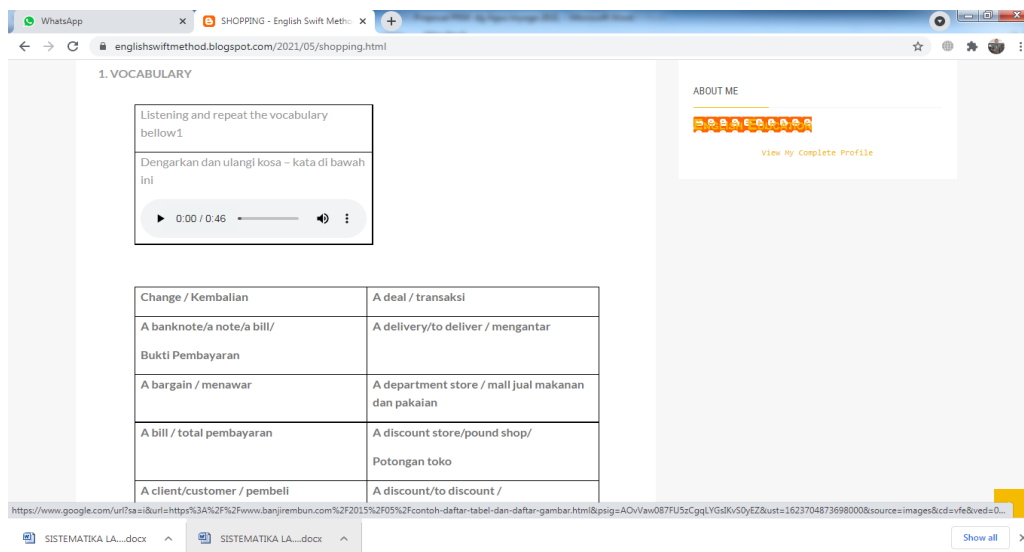 WhatsApp
SHOPPING - English Swift Metho
englishswiftmethod.blogspot.com/2021/05/shopping.html
1. VOCABULARY
Listening and repeat the vocabulary
bellow1
Dengarkan dan ulangi kosa – kata di bawah
ini
0:00 / 0:46
Change / Kembalian
A deal / transaksi
A banknote/a note/a bill/
Bukti Pembayaran
A delivery/to deliver / mengantar
A bargain / menawar
A department store / mall jual makanan
dan pakaian
A bill / total pembayaran
A discount store/pound shop/
Potongan toko
A client/customer / pembeli
A discount/to discount /
ABOUT ME
View My Complete Profile
https://www.google.com/url?sa=i&url=https%3A%2F%2Fwww.banjirembun.com%2F2015%2F05%2Fcontoh-daftar-tabel-dan-daftar-gambar.html&psig=AOvVaw087FU5zCgqLYGsIKvS0yEZ&ust=1623704873698000&source=images&cd=vfe&ved=0...
SISTEMATIKA LA....docx
SISTEMATIKA LA....docx
Show all